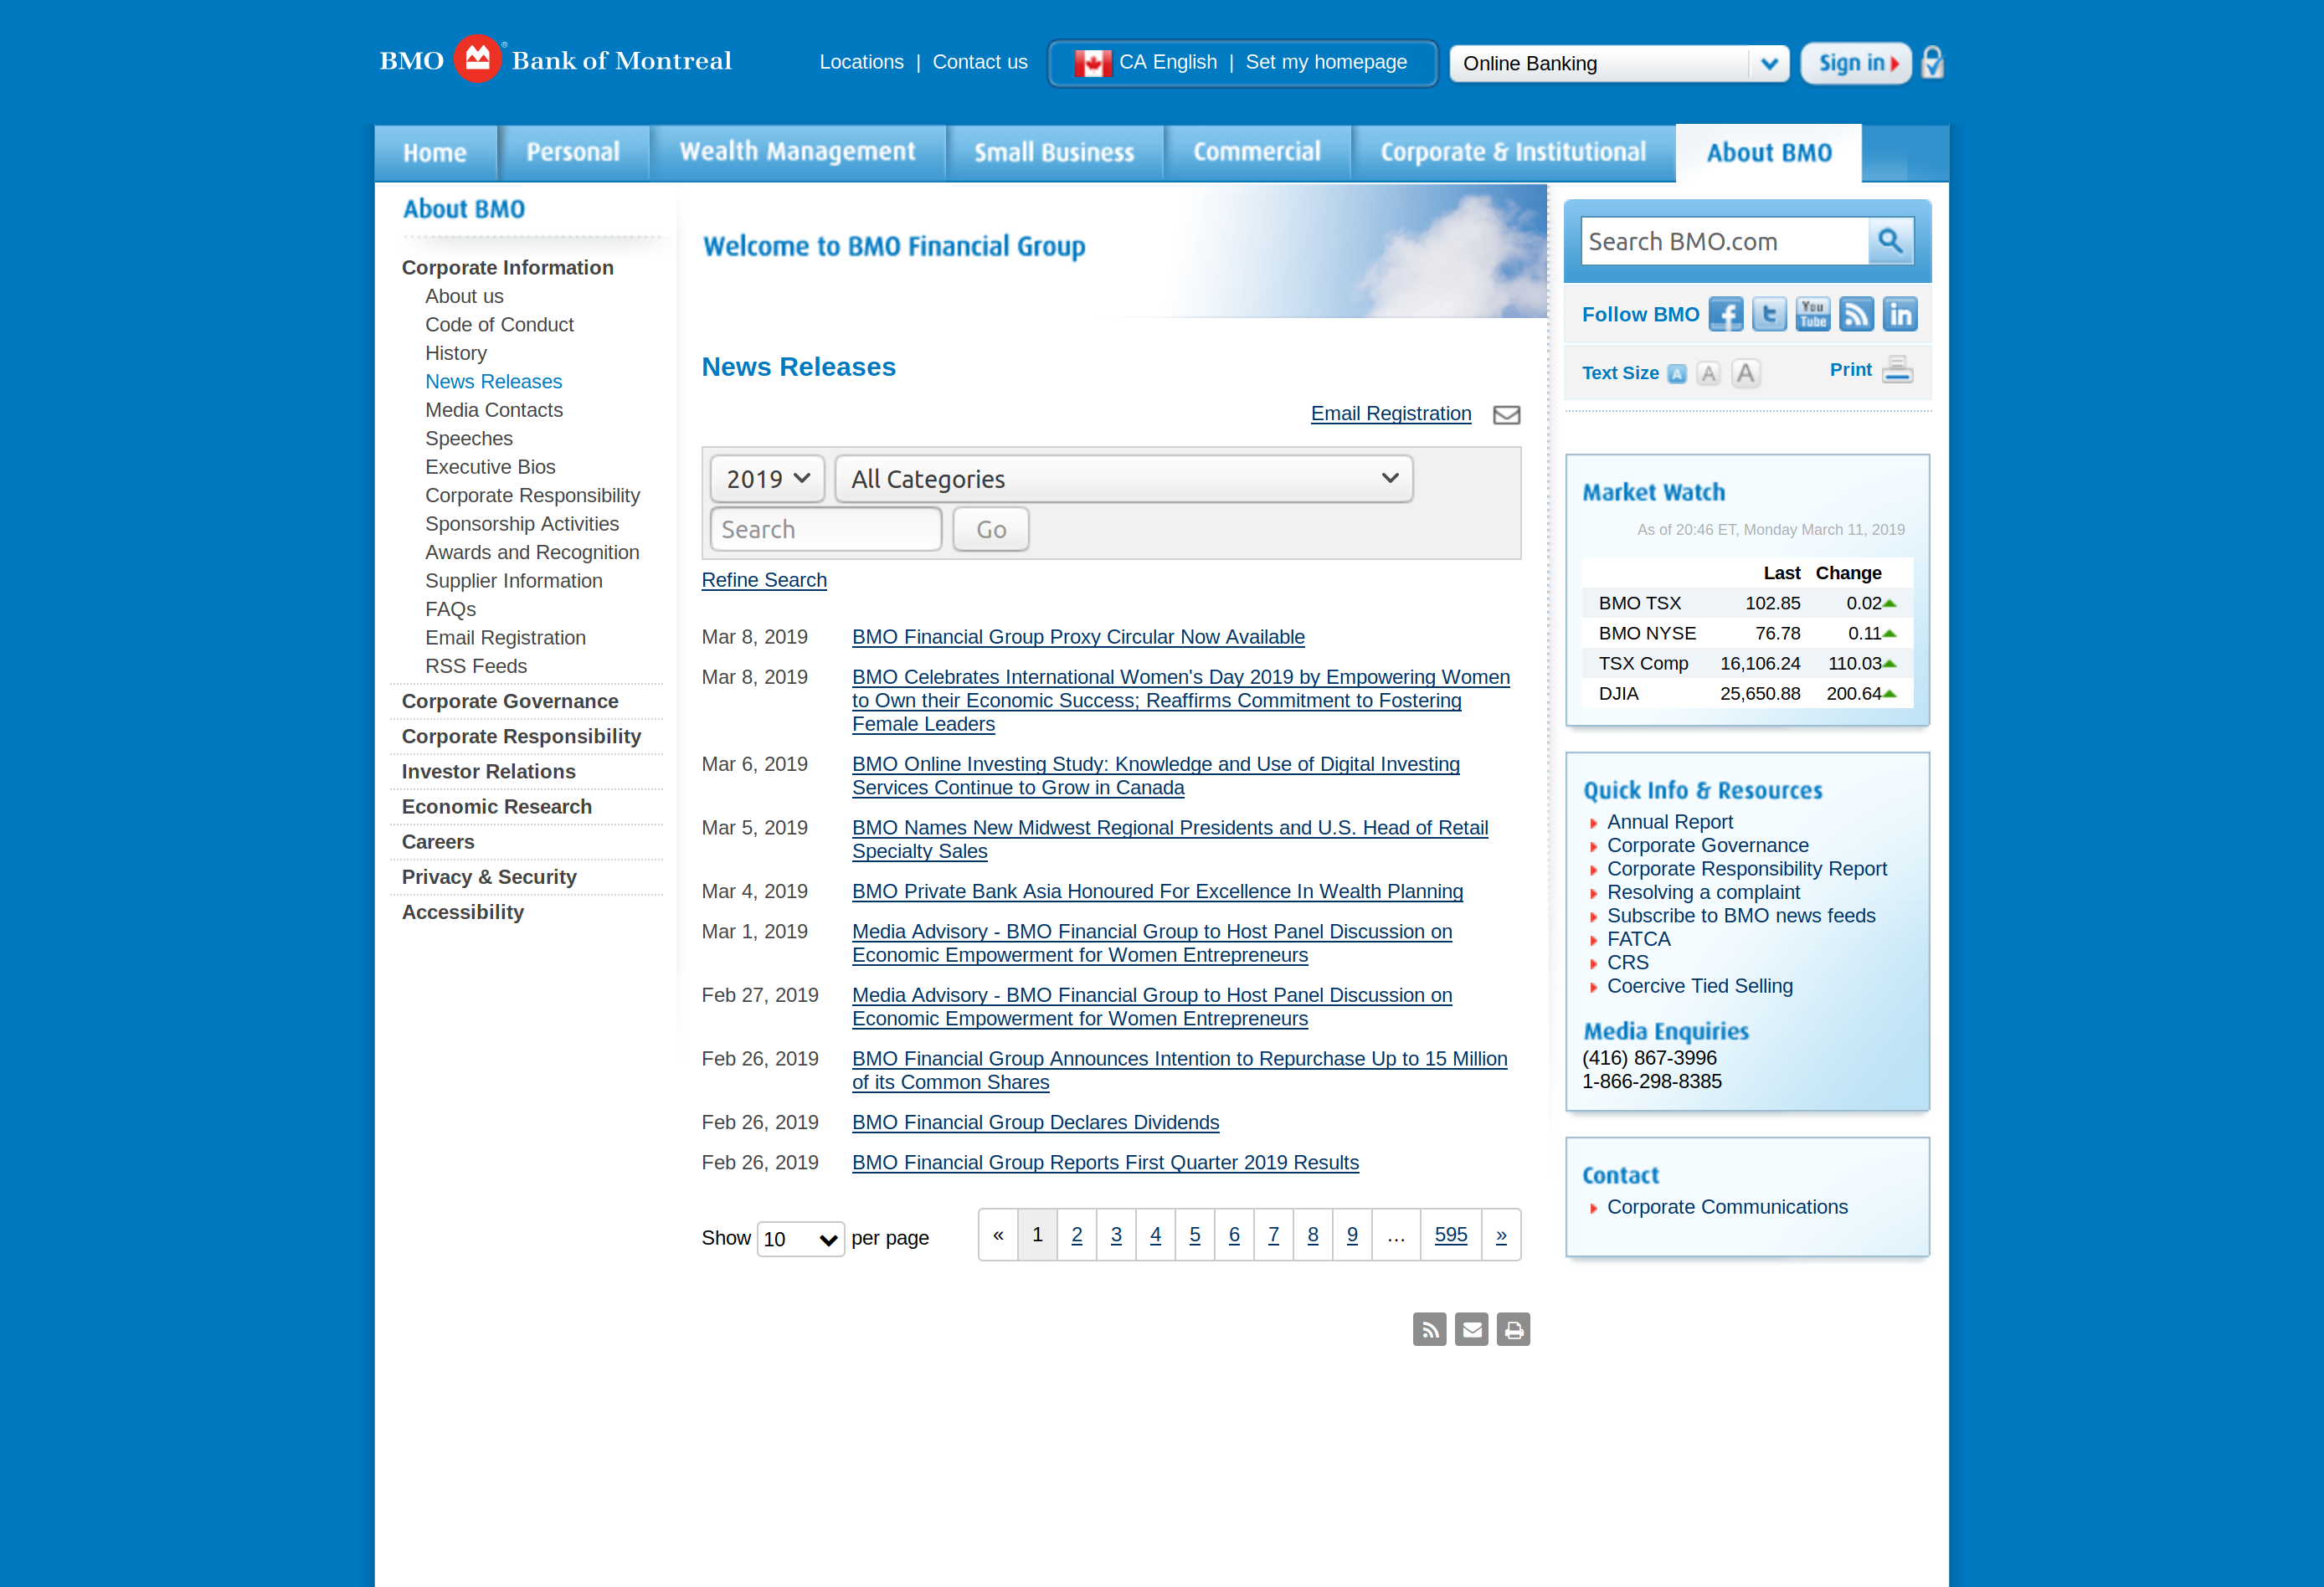 BMO ® Bank of Montreal
Locations | Contact us
CA English | Set my homepage
Online Banking
Sign in
Home
Personal
Wealth Management
Small Business
Commercial
Corporate & Institutional
About BMO
About BMO
Corporate Information
About us
Code of Conduct
History
News Releases
Media Contacts
Speeches
Executive Bios
Corporate Responsibility
Sponsorship Activities
Awards and Recognition
Supplier Information
FAQs
Email Registration
RSS Feeds
Corporate Governance
Corporate Responsibility
Investor Relations
Economic Research
Careers
Privacy & Security
Accessibility
Welcome to BMO Financial Group
News Releases
Email Registration
2019
All Categories
Search
Go
Refine Search
Mar 8, 2019 BMO Financial Group Proxy Circular Now Available
Mar 8, 2019 BMO Celebrates International Women's Day 2019 by Empowering Women
to Own their Economic Success; Reaffirms Commitment to Fostering
Female Leaders
Mar 6, 2019 BMO Online Investing Study: Knowledge and Use of Digital Investing
Services Continue to Grow in Canada
Mar 5, 2019 BMO Names New Midwest Regional Presidents and U.S. Head of Retail
Specialty Sales
Mar 4, 2019 BMO Private Bank Asia Honoured For Excellence In Wealth Planning
Mar 1, 2019 Media Advisory - BMO Financial Group to Host Panel Discussion on
Economic Empowerment for Women Entrepreneurs
Feb 27, 2019 Media Advisory - BMO Financial Group to Host Panel Discussion on
Economic Empowerment for Women Entrepreneurs
Feb 26, 2019 BMO Financial Group Announces Intention to Repurchase Up to 15 Million
of its Common Shares
Feb 26, 2019 BMO Financial Group Declares Dividends
Feb 26, 2019 BMO Financial Group Reports First Quarter 2019 Results
Show 10 per page
« 1 2 3 4 5 6 7 8 9 … 595 »
Search BMO.com
Follow BMO f t You Tube in
Text Size A A A
Print
Market Watch
As of 20:46 ET, Monday March 11, 2019
Last Change
BMO TSX 102.85 0.02
BMO NYSE 76.78 0.11
TSX Comp 16,106.24 110.03
DJIA 25,650.88 200.64
Quick Info & Resources
Annual Report
Corporate Governance
Corporate Responsibility Report
Resolving a complaint
Subscribe to BMO news feeds
FATCA
CRS
Coercive Tied Selling
Media Enquiries
(416) 867-3996
1-866-298-8385
Contact
Corporate Communications